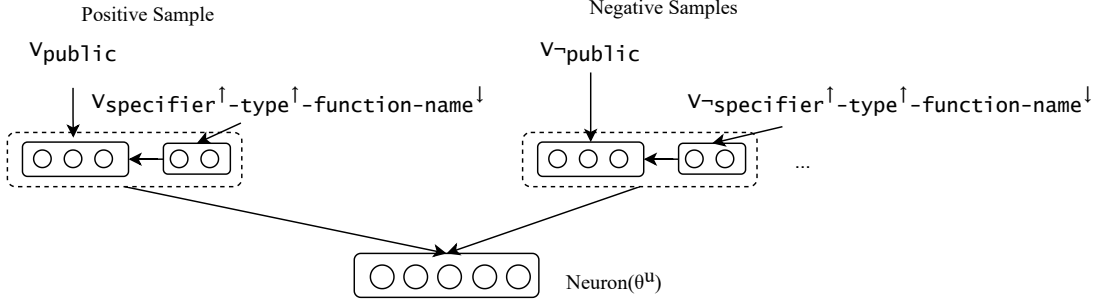 Positive Sample
Negative Samples
Vpublic
V¬public
Vspecifier↑-type↑-function-name↓
V¬specifier↑-type↑-function-name↓
...
Neuron(θᵘ)